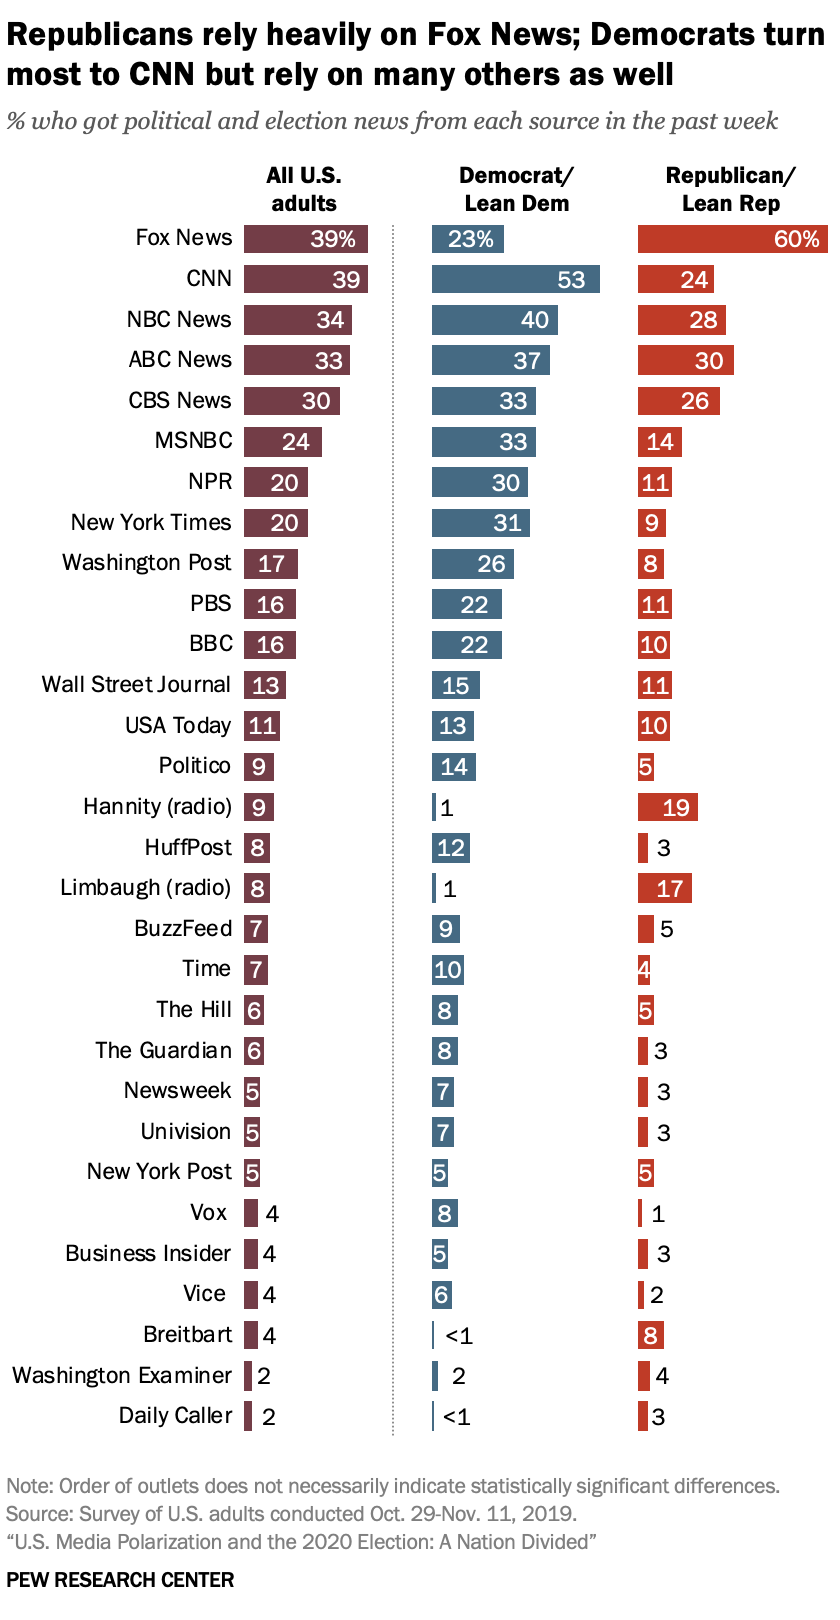 Republicans rely heavily on Fox News; Democrats turn
most to CNN but rely on many others as well
% who got political and election news from each source in the past week
All U.S. adults Democrat/ Lean Dem Republican/ Lean Rep
Fox News 39% 23% 60%
CNN 39 53 24
NBC News 34 40 28
ABC News 33 37 30
CBS News 30 33 26
MSNBC 24 33 14
NPR 20 30 11
New York Times 20 31 9
Washington Post 17 26 8
PBS 16 22 11
BBC 16 22 10
Wall Street Journal 13 15 11
USA Today 11 13 10
Politico 9 14 5
Hannity (radio) 9 1 19
HuffPost 8 12 3
Limbaugh (radio) 8 1 17
BuzzFeed 7 9 5
Time 7 10 4
The Hill 6 8 5
The Guardian 6 8 3
Newsweek 5 7 3
Univision 5 7 3
New York Post 5 5 5
Vox 4 8 1
Business Insider 4 5 3
Vice 4 6 2
Breitbart 4 <1 8
Washington Examiner 2 2 4
Daily Caller 2 <1 3
Note: Order of outlets does not necessarily indicate statistically significant differences.
Source: Survey of U.S. adults conducted Oct. 29-Nov. 11, 2019.
“U.S. Media Polarization and the 2020 Election: A Nation Divided”
PEW RESEARCH CENTER